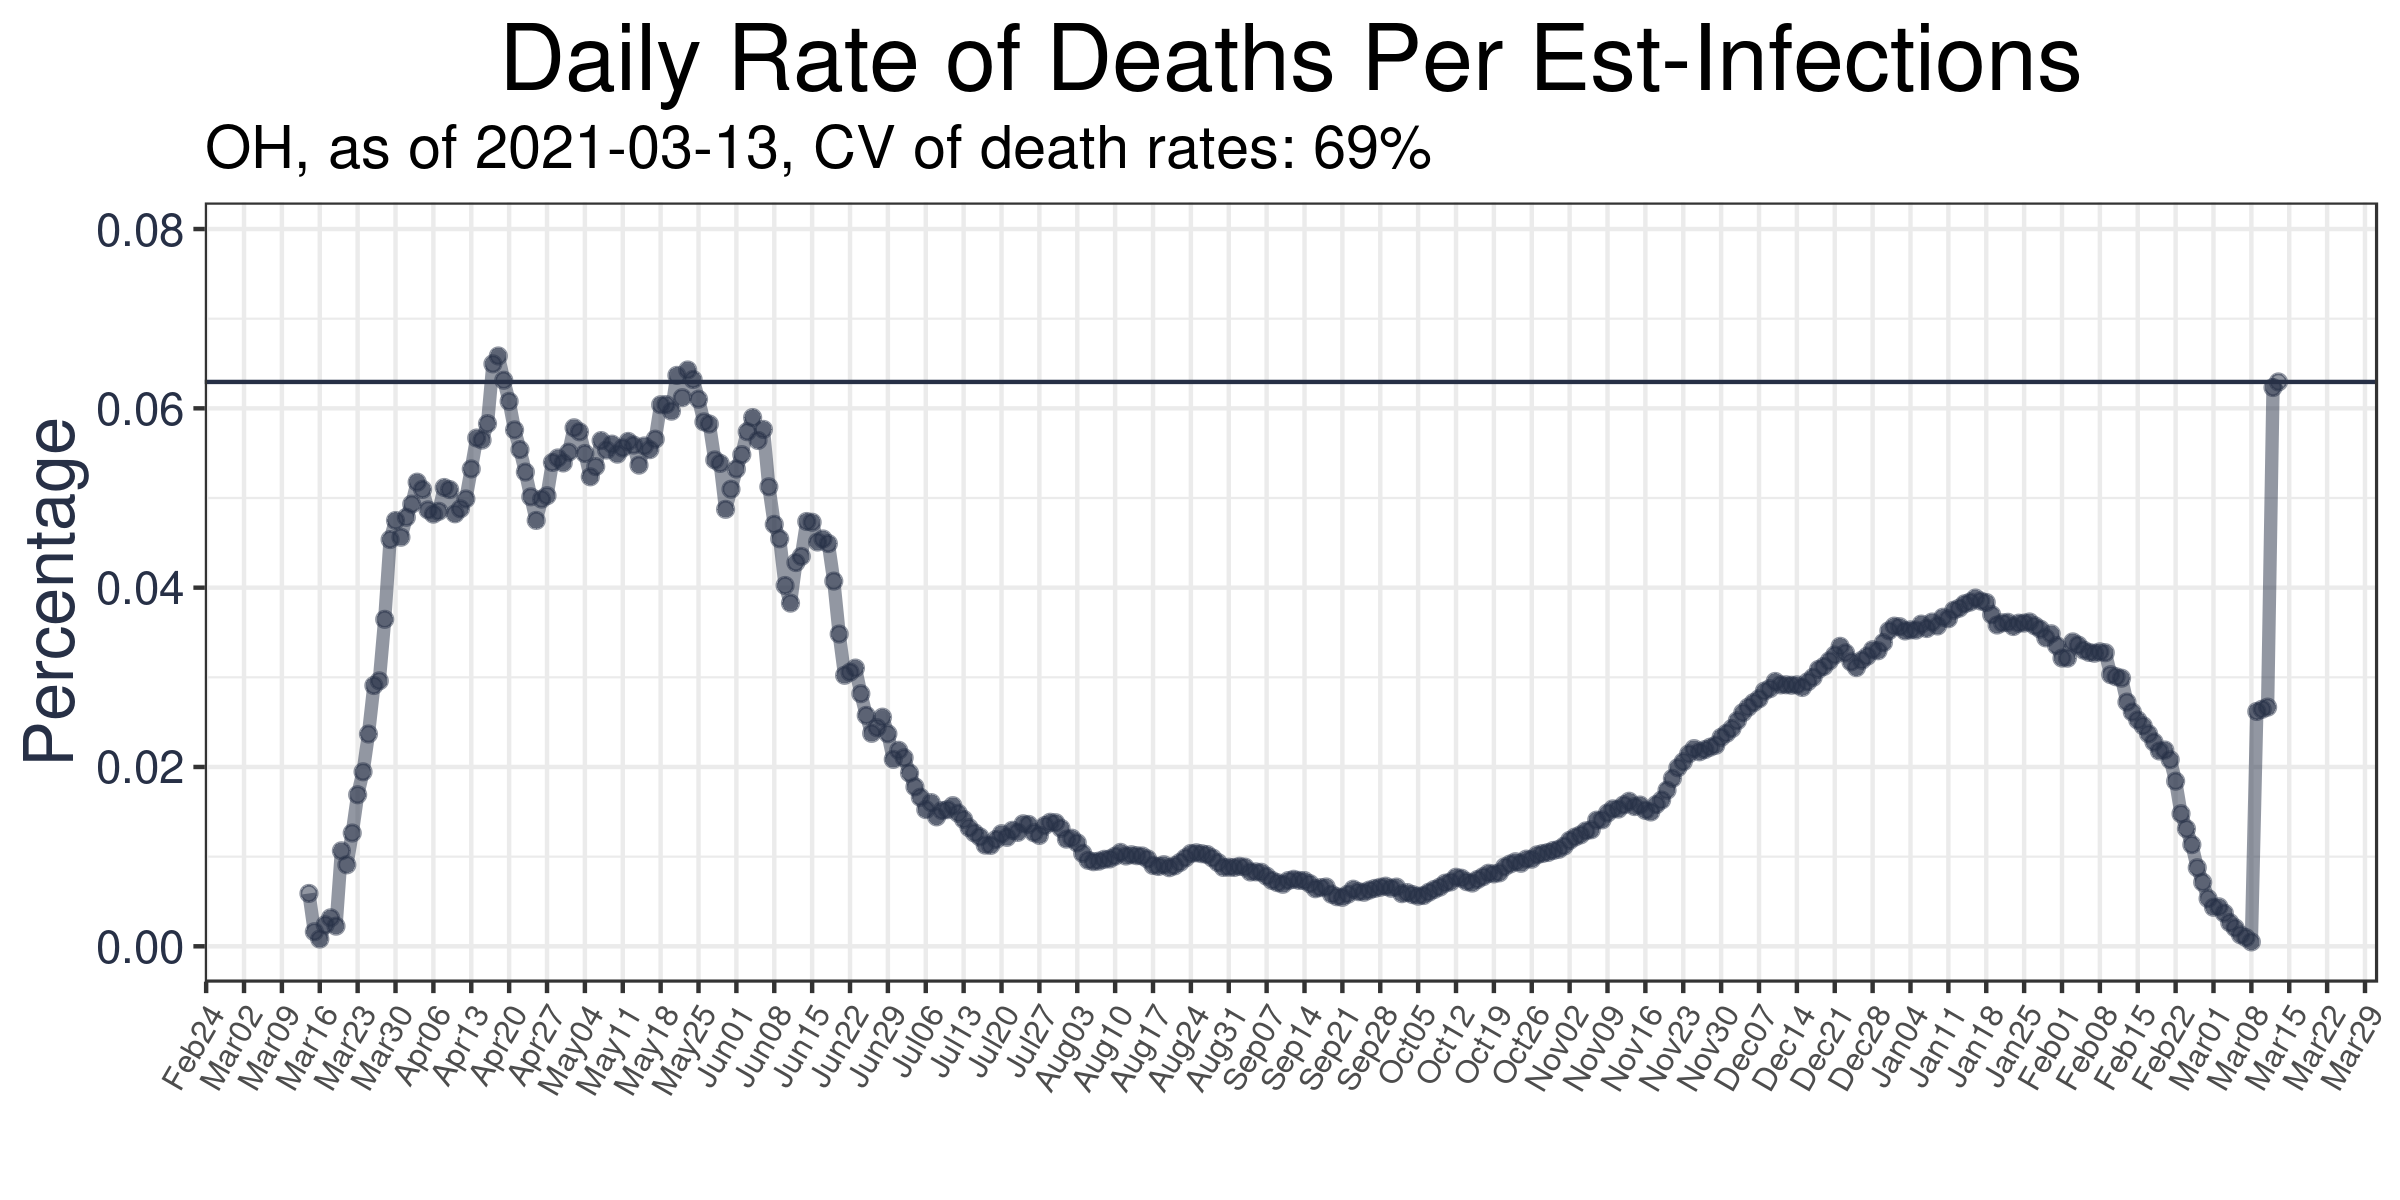 Daily Rate of Deaths Per Est-Infections
OH, as of 2021-03-13, CV of death rates: 69%
Percentage
0.08
0.06
0.04
0.02
0.00
Feb24
Mar02
Mar09
Mar16
Mar23
Mar30
Apr06
Apr13
Apr20
Apr27
May04
May11
May18
May25
Jun01
Jun08
Jun15
Jun22
Jun29
Jul06
Jul13
Jul20
Jul27
Aug03
Aug10
Aug17
Aug24
Aug31
Sep07
Sep14
Sep21
Sep28
Oct05
Oct12
Oct19
Oct26
Nov02
Nov09
Nov16
Nov23
Nov30
Dec07
Dec14
Dec21
Dec28
Jan04
Jan11
Jan18
Jan25
Feb01
Feb08
Feb15
Feb22
Mar01
Mar08
Mar15
Mar22
Mar29